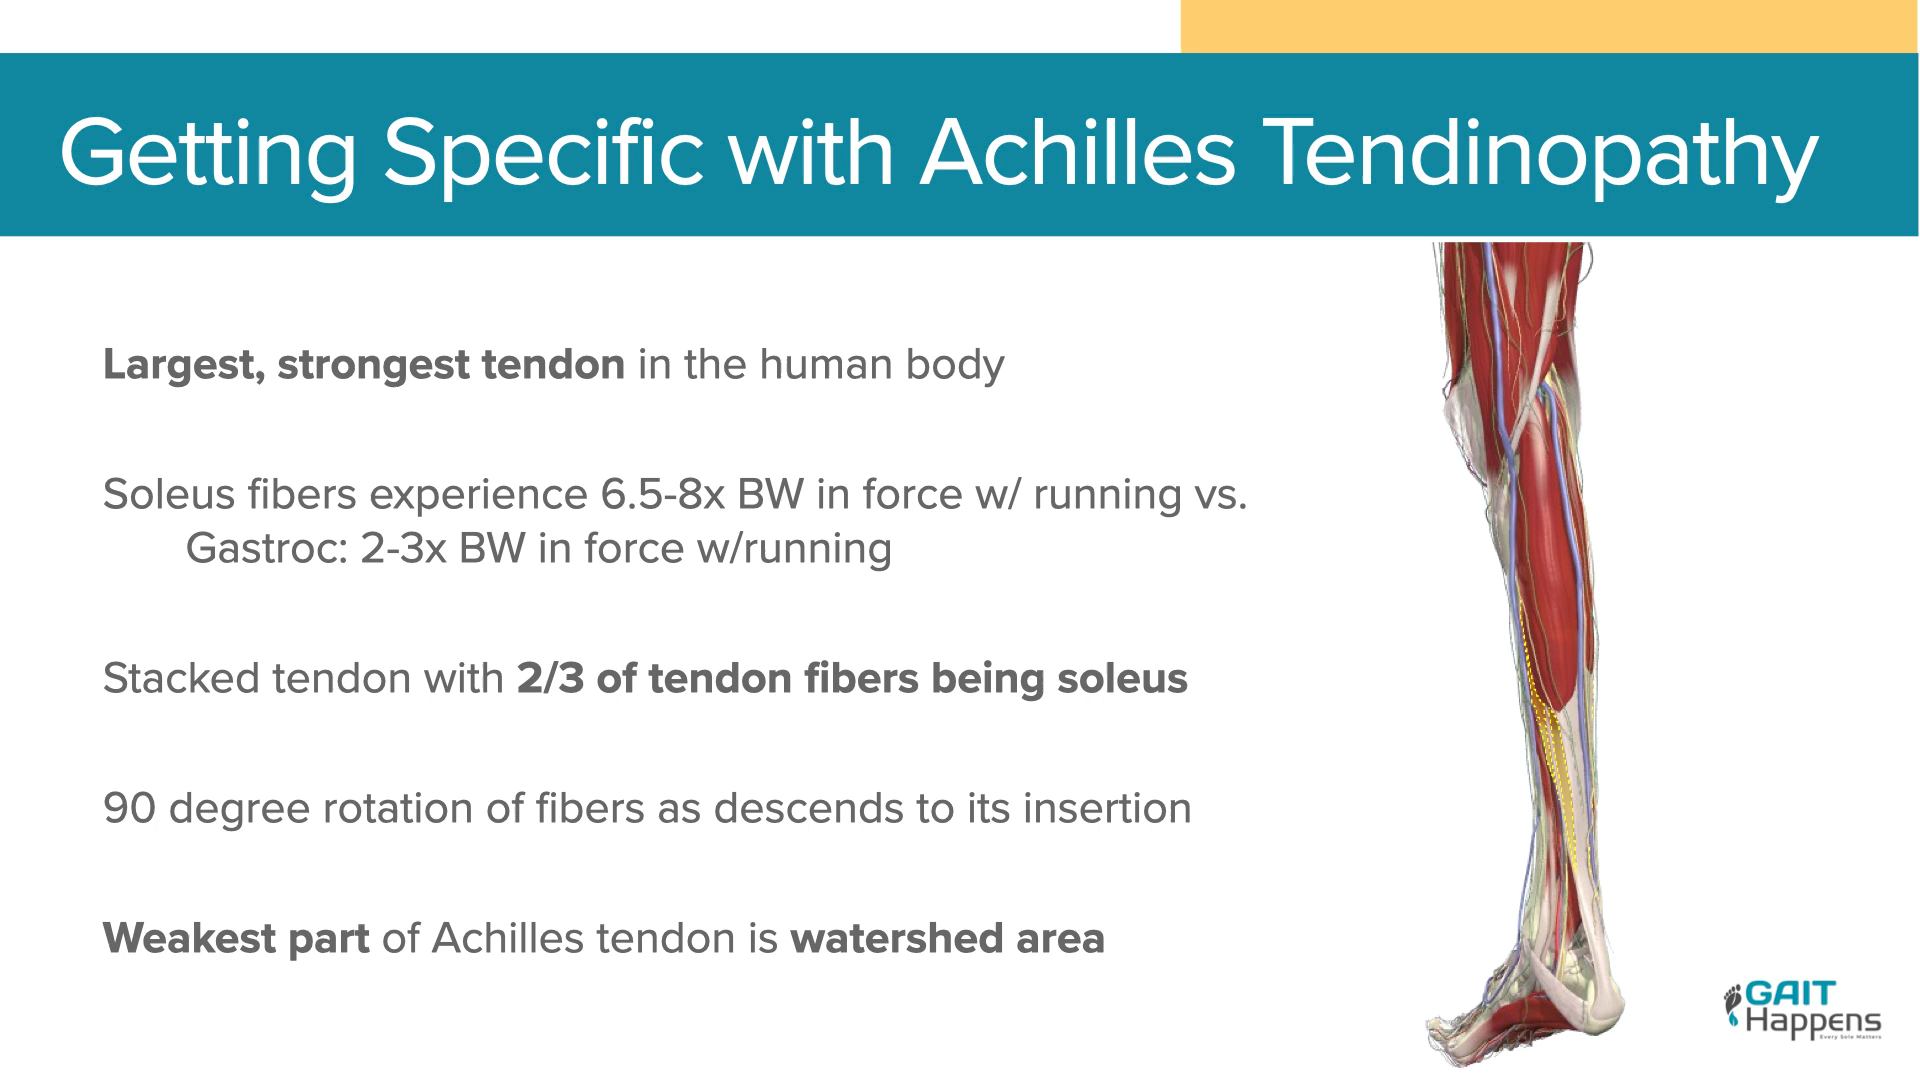 Getting Specific with Achilles Tendinopathy
Largest, strongest tendon in the human body
Soleus fibers experience 6.5-8x BW in force w/ running vs.
Gastroc: 2-3x BW in force w/running
Stacked tendon with 2/3 of tendon fibers being soleus
90 degree rotation of fibers as descends to its insertion
Weakest part of Achilles tendon is watershed area
GAIT
Happens
Every Sole Matters